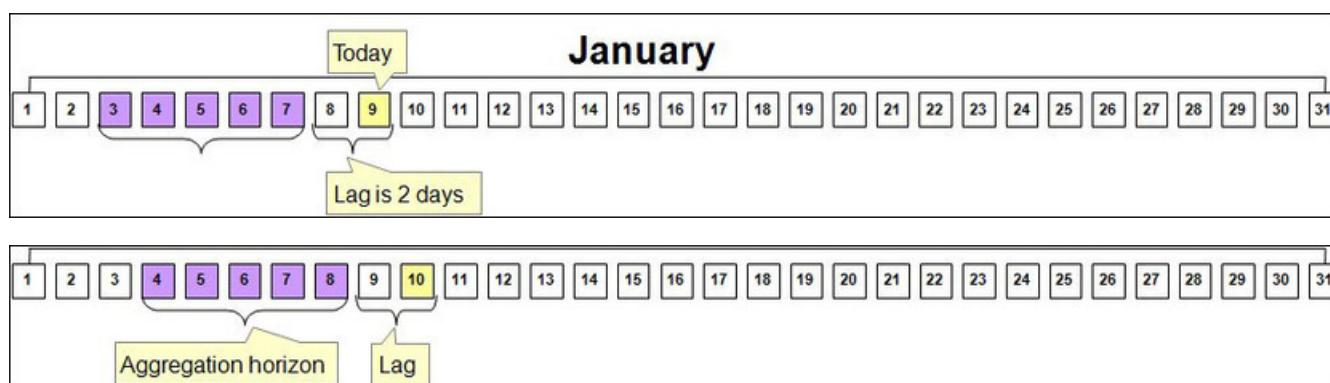 January
Today
1 2 3 4 5 6 7 8 9 10 11 12 13 14 15 16 17 18 19 20 21 22 23 24 25 26 27 28 29 30 31
Lag is 2 days
1 2 3 4 5 6 7 8 9 10 11 12 13 14 15 16 17 18 19 20 21 22 23 24 25 26 27 28 29 30 31
Aggregation horizon Lag